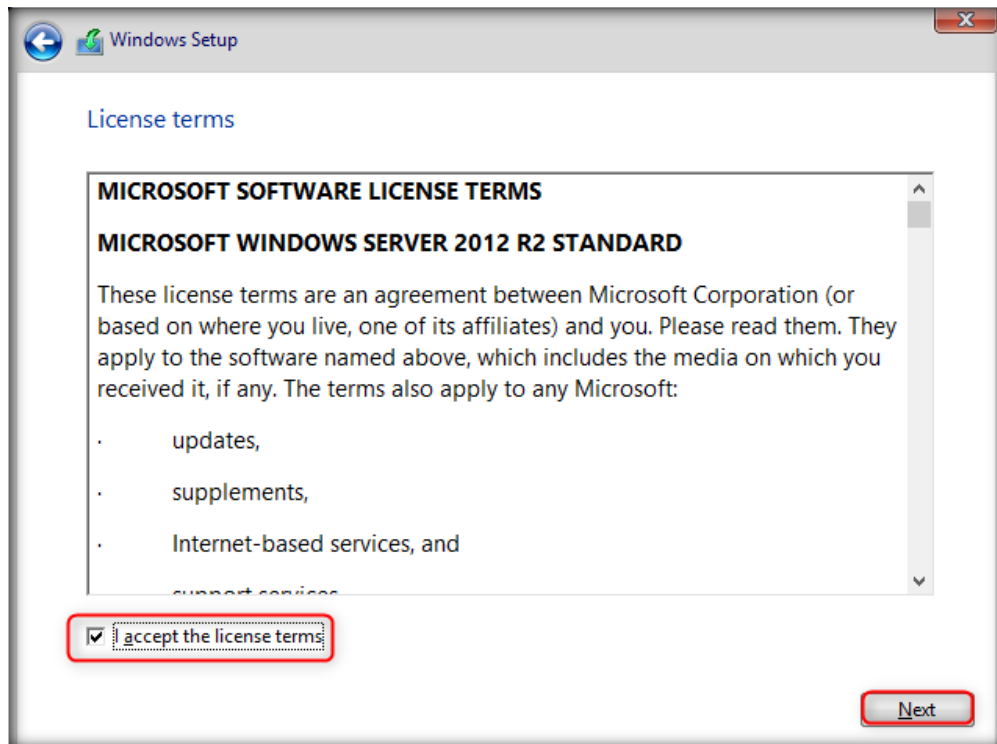 Windows Setup
License terms
MICROSOFT SOFTWARE LICENSE TERMS
MICROSOFT WINDOWS SERVER 2012 R2 STANDARD
These license terms are an agreement between Microsoft Corporation (or
based on where you live, one of its affiliates) and you. Please read them. They
apply to the software named above, which includes the media on which you
received it, if any. The terms also apply to any Microsoft:
· updates,
· supplements,
· Internet-based services, and
support services
I accept the license terms
Next